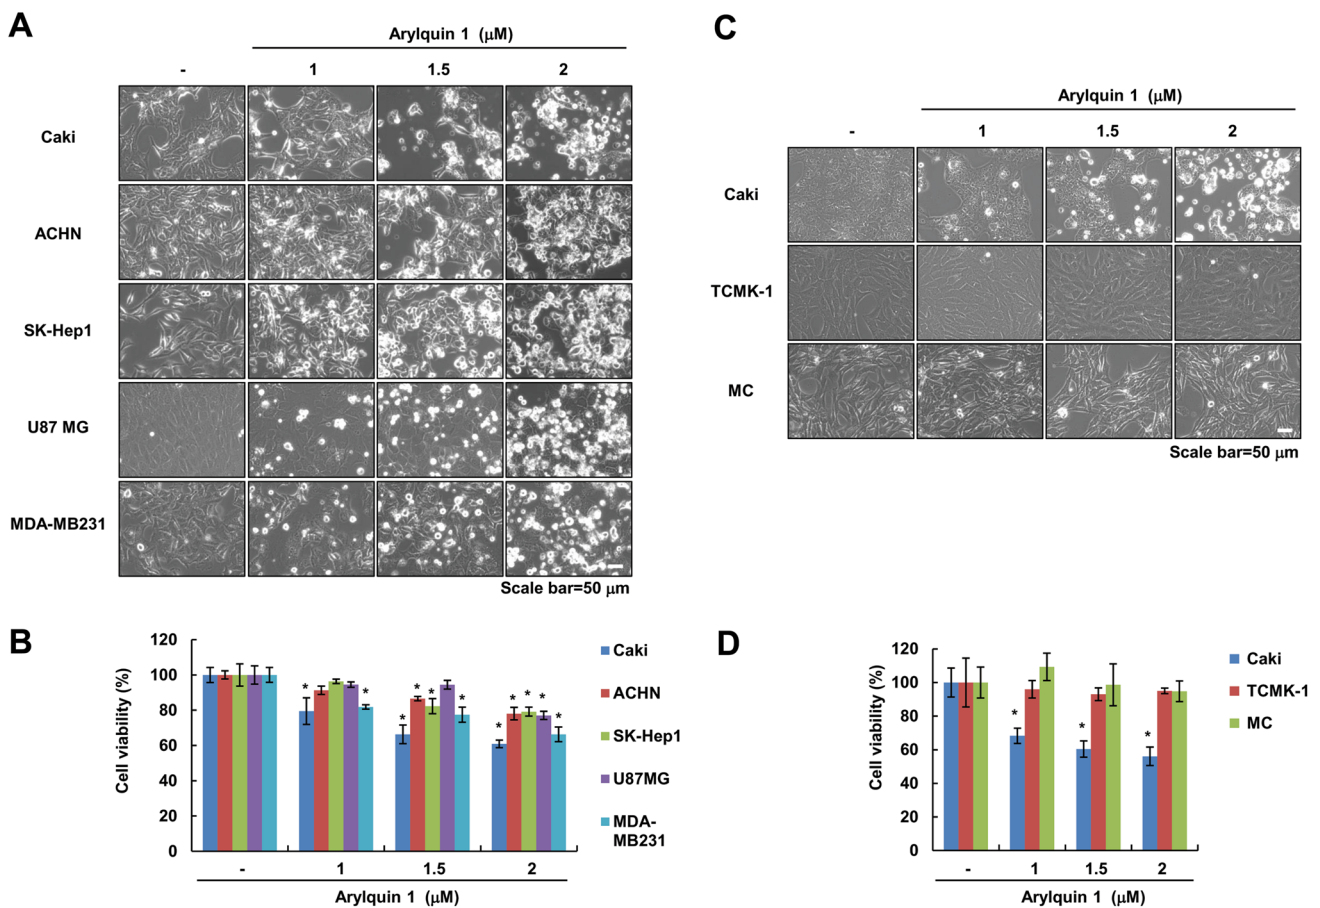 A
Arylquin 1 (μM)
- 1 1.5 2
Caki
ACHN
SK-Hep1
U87 MG
MDA-MB231
Scale bar=50 μm
B
Cell viability (%)
120
100
80
60
40
20
0
* * * * * * * * * *
- 1 1.5 2
Arylquin 1 (μM)
Caki
ACHN
SK-Hep1
U87MG
MDA-
MB231
C
Arylquin 1 (μM)
- 1 1.5 2
Caki
TCMK-1
MC
Scale bar=50 μm
D
Cell viability (%)
120
100
80
60
40
20
0
* * *
- 1 1.5 2
Arylquin 1 (μM)
Caki
TCMK-1
MC